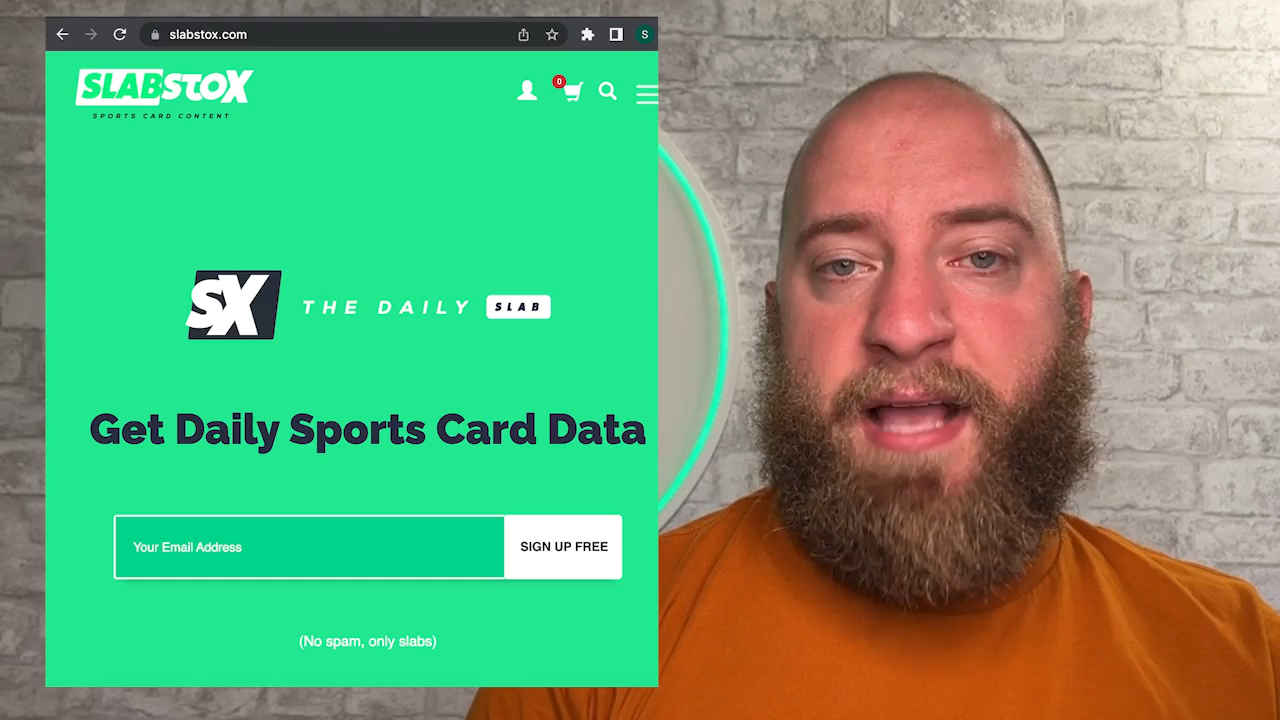 slabstox.com
S
SLABSTOX
SPORTS CARD CONTENT
0
SX THE DAILY SLAB
Get Daily Sports Card Data
Your Email Address
SIGN UP FREE
(No spam, only slabs)